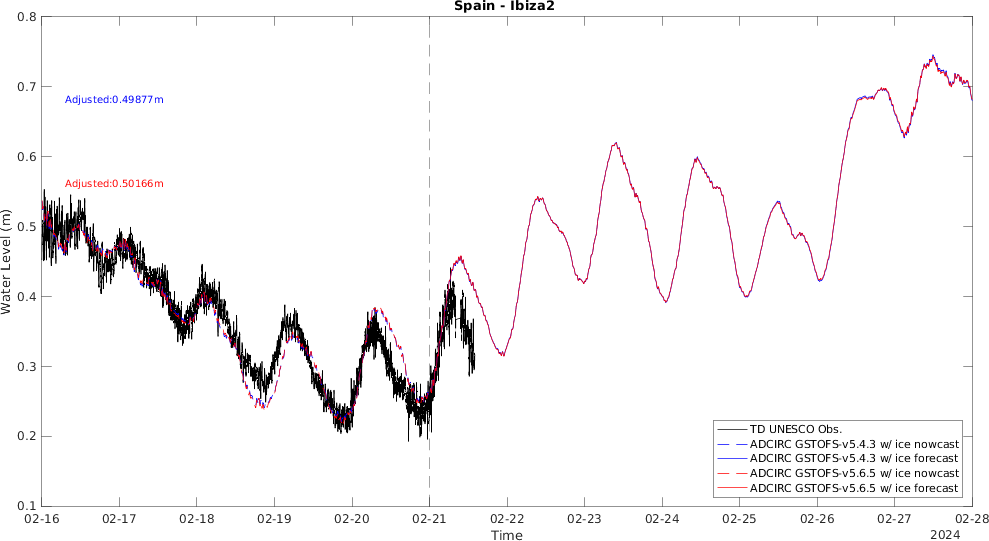 Spain - Ibiza2
0.8
0.7
0.6
0.5
0.4
0.3
0.2
0.1
Water Level (m)
Adjusted:0.49877m
Adjusted:0.50166m
TD UNESCO Obs.
ADCIRC GSTOFS-v5.4.3 w/ ice nowcast
ADCIRC GSTOFS-v5.4.3 w/ ice forecast
ADCIRC GSTOFS-v5.6.5 w/ ice nowcast
ADCIRC GSTOFS-v5.6.5 w/ ice forecast
02-16 02-17 02-18 02-19 02-20 02-21 02-22 02-23 02-24 02-25 02-26 02-27 02-28
Time
2024